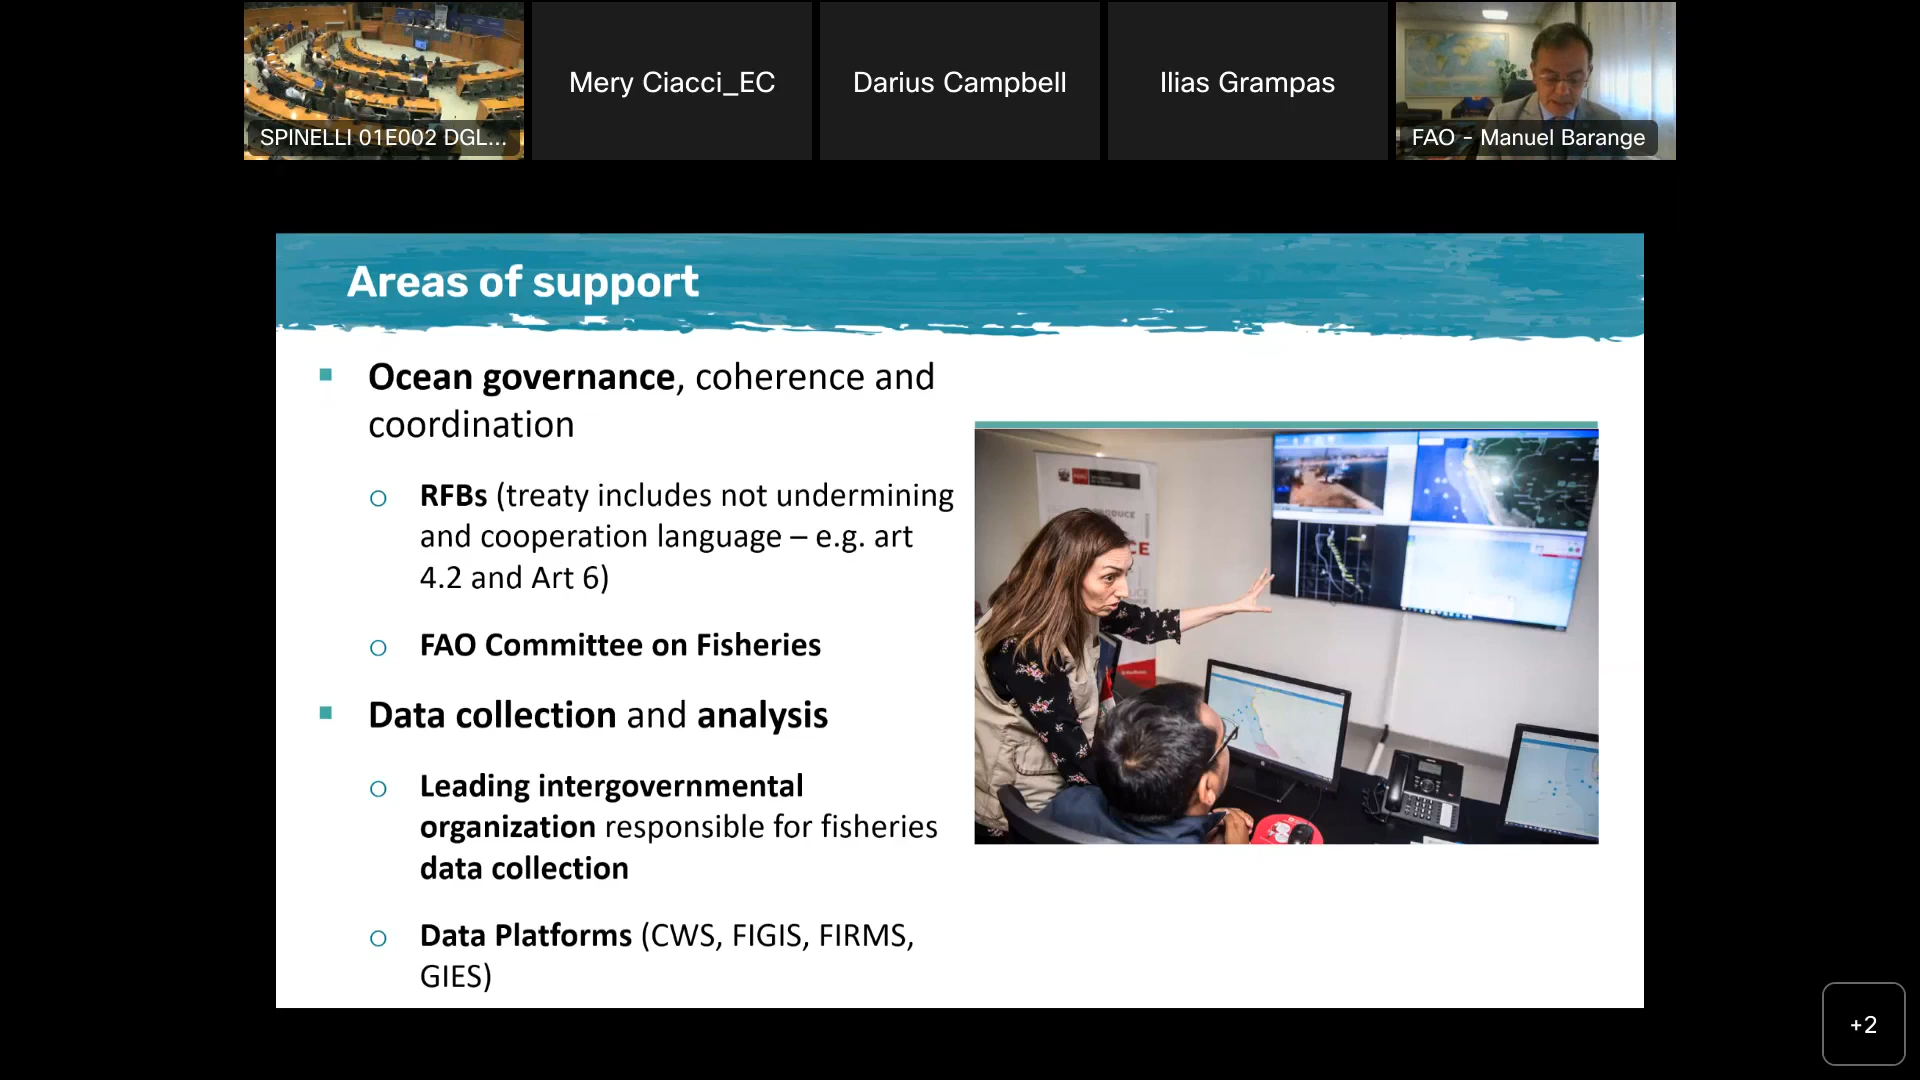 SPINELLI 01E002 DGL...
Mery Ciacci_EC
Darius Campbell
Ilias Grampas
FAO - Manuel Barange
Areas of support
Ocean governance, coherence and
coordination
RFBs (treaty includes not undermining
and cooperation language – e.g. art
4.2 and Art 6)
FAO Committee on Fisheries
Data collection and analysis
Leading intergovernmental
organization responsible for fisheries
data collection
Data Platforms (CWS, FIGIS, FIRMS,
GIES)
+2